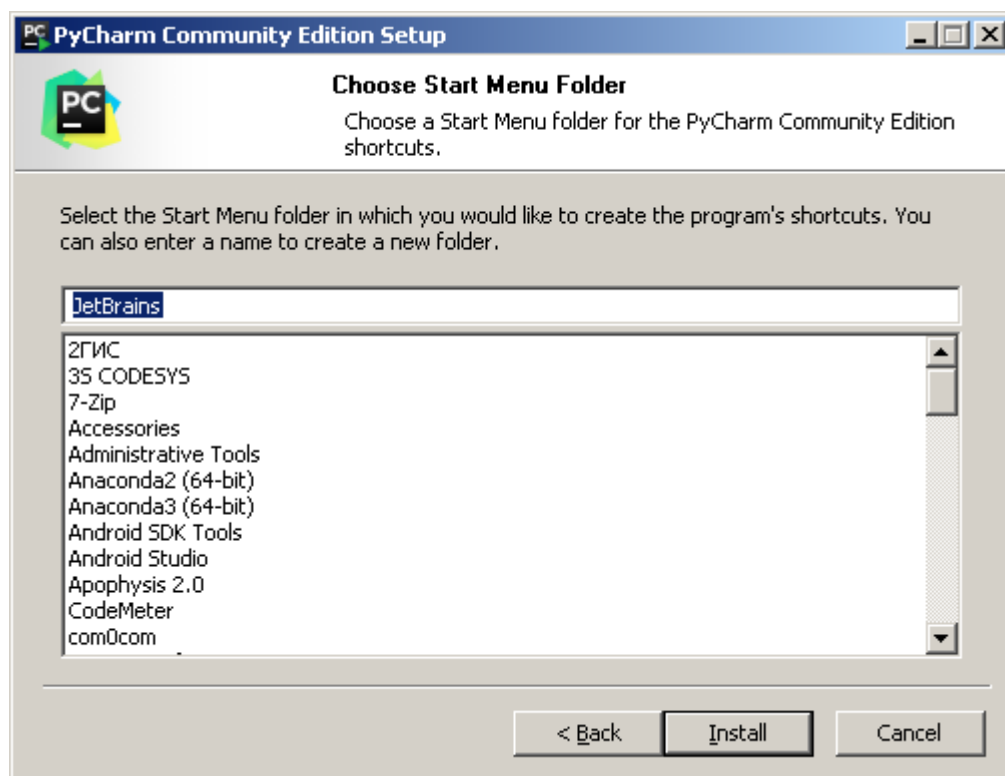 PyCharm Community Edition Setup
PC
Choose Start Menu Folder
Choose a Start Menu folder for the PyCharm Community Edition
shortcuts.
Select the Start Menu folder in which you would like to create the program's shortcuts. You
can also enter a name to create a new folder.
JetBrains
2ГИС
3S CODESYS
7-Zip
Accessories
Administrative Tools
Anaconda2 (64-bit)
Anaconda3 (64-bit)
Android SDK Tools
Android Studio
Apophysis 2.0
CodeMeter
com0com
< Back Install Cancel